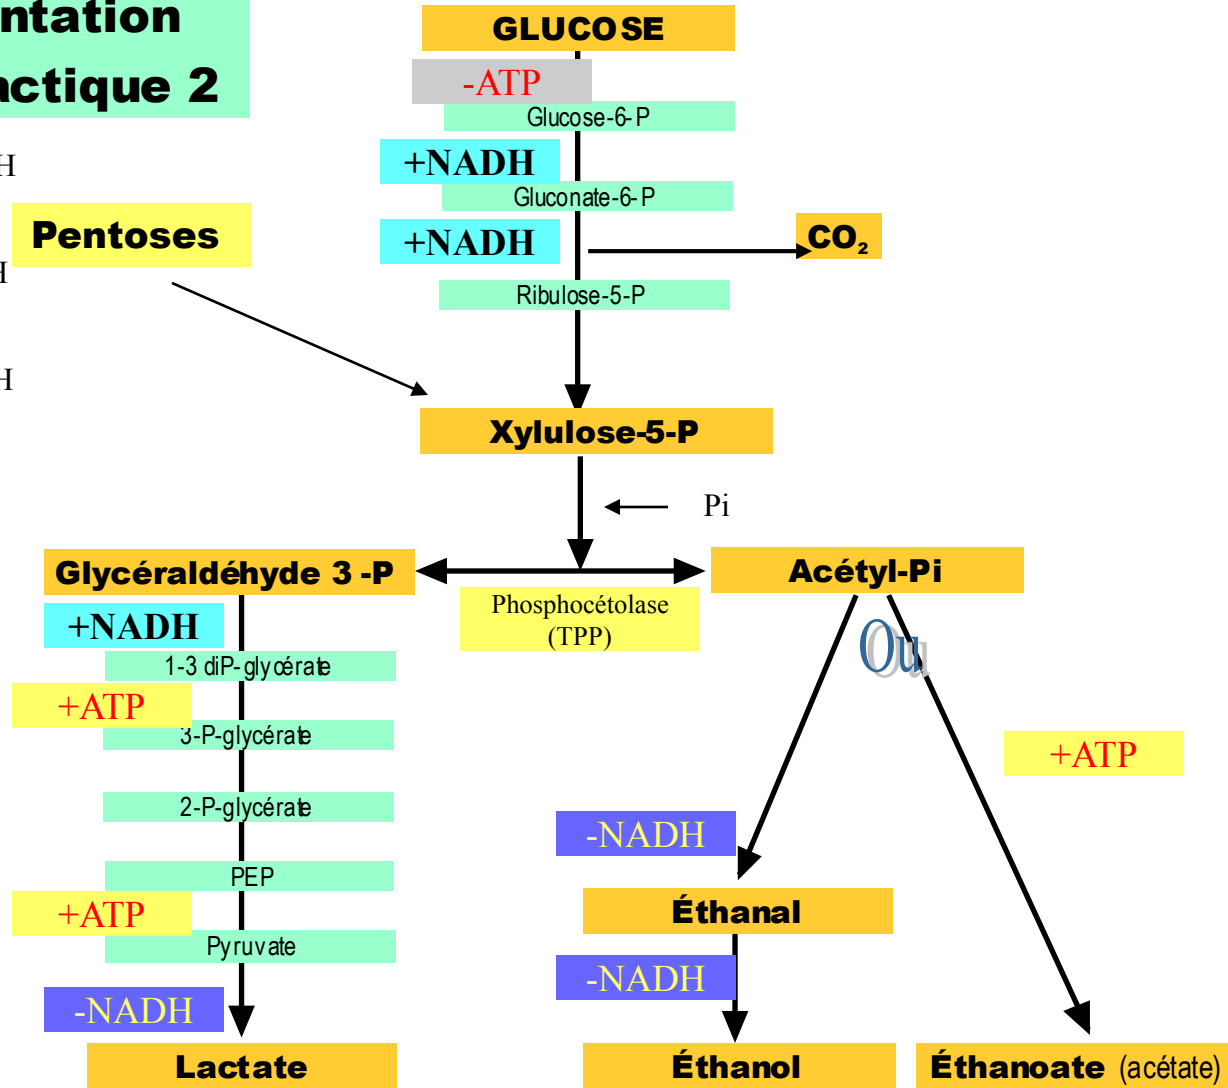 ntation
actique 2
GLUCOSE
-ATP
Glucose-6-P
H
+NADH
Gluconate-6-P
Pentoses
+NADH
CO₂
H
Ribulose-5-P
H
Xylulose-5-P
Pi
Glycéraldéhyde 3 -P
Acétyl-Pi
Phosphocétolase
(TPP)
+NADH
Ou
1-3 diP-glycérate
+ATP
3-P-glycérate
+ATP
2-P-glycérate
-NADH
PEP
+ATP
Éthanal
Pyruvate
-NADH
-NADH
Lactate
Éthanol
Éthanoate (acétate)